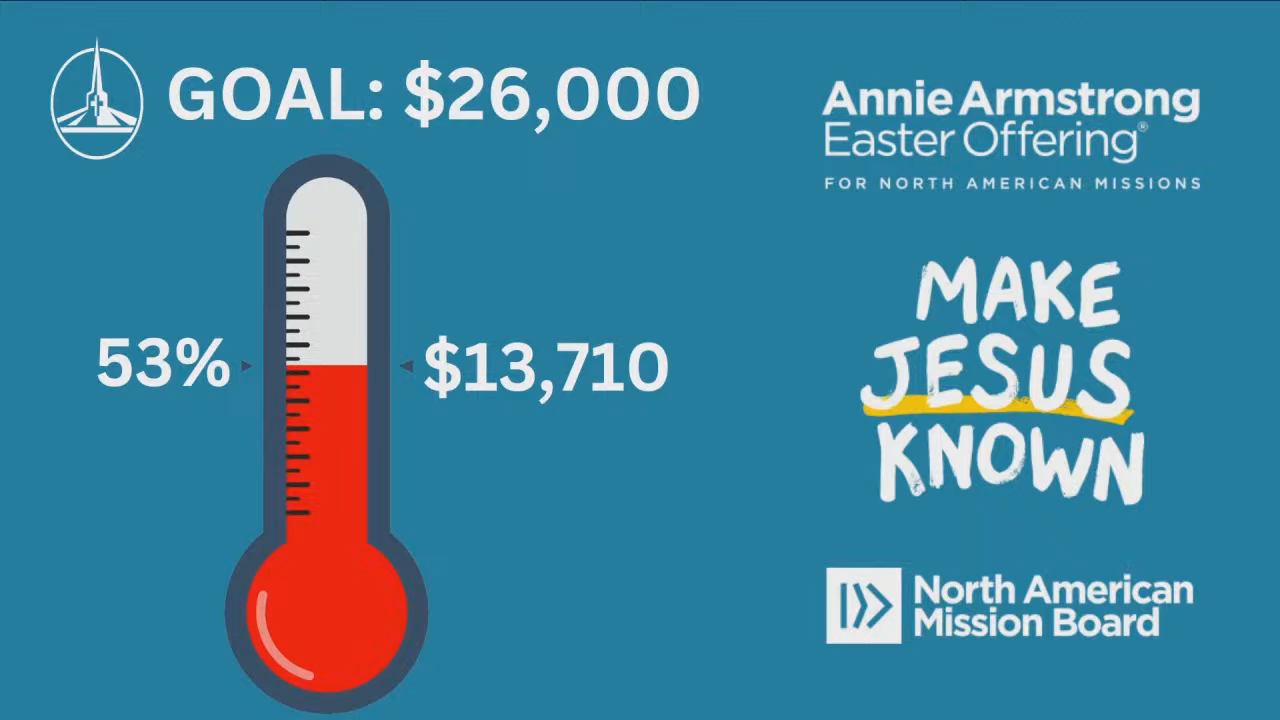 GOAL: $26,000
Annie Armstrong
Easter Offering®
FOR NORTH AMERICAN MISSIONS
MAKE
JESUS
KNOWN
53%
$13,710
North American
Mission Board